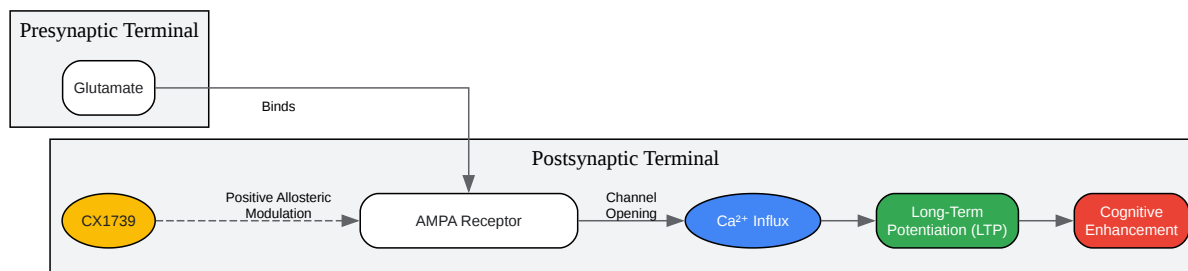 Presynaptic Terminal
Glutamate
Binds
Postsynaptic Terminal
CX1739
Positive Allosteric
Modulation
AMPA Receptor
Channel
Opening
Ca²⁺ Influx
Long-Term
Potentiation (LTP)
Cognitive
Enhancement